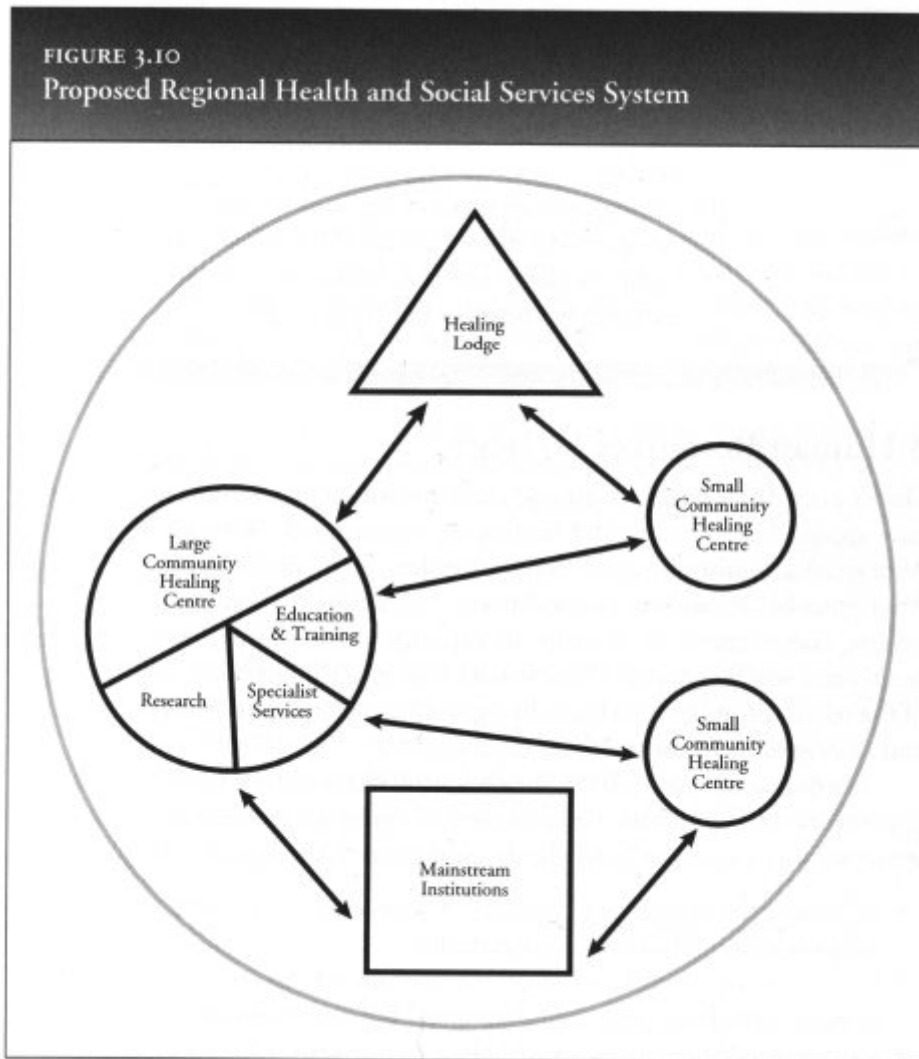 FIGURE 3.10
Proposed Regional Health and Social Services System
Healing
Lodge
Small
Community
Healing
Centre
Large
Community
Healing
Centre
Education
& Training
Research
Specialist
Services
Small
Community
Healing
Centre
Mainstream
Institutions